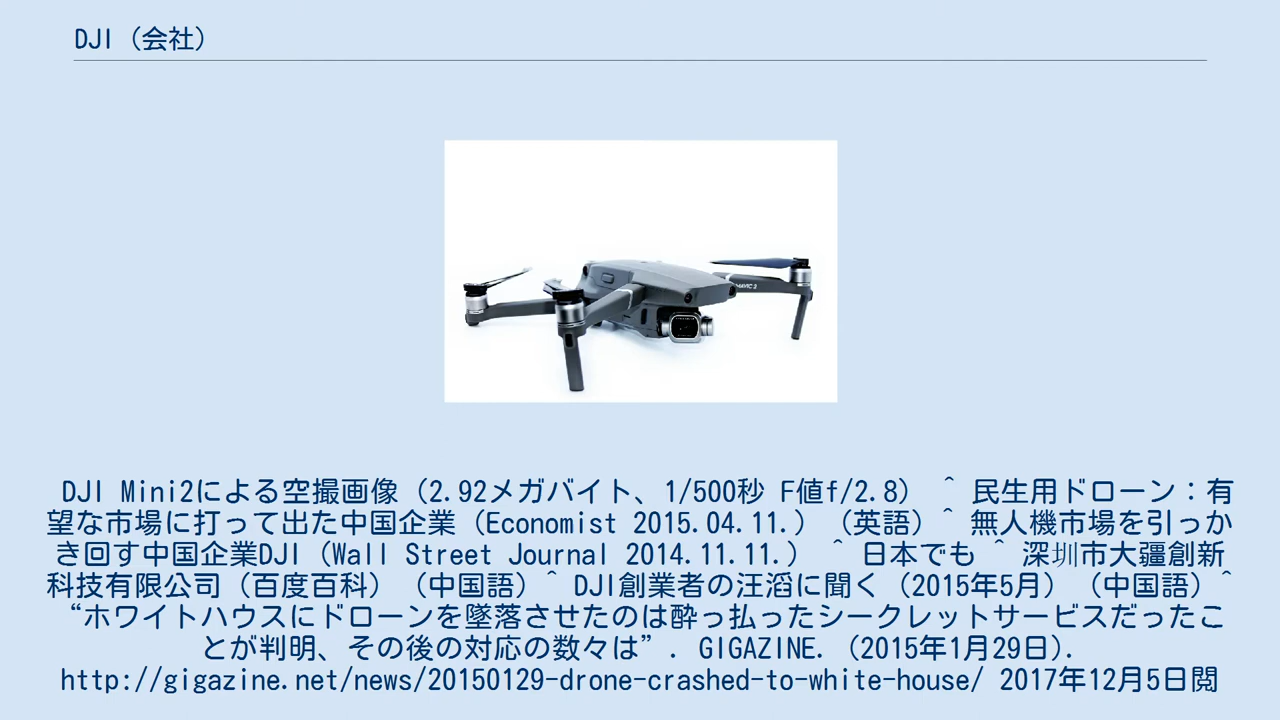 DJI（会社）
MAVIC 2
DJI Mini2による空撮画像（2.92メガバイト、1/500秒 F値f/2.8） ^ 民生用ドローン：有
望な市場に打って出た中国企業（Economist 2015.04.11.）（英語）^ 無人機市場を引っか
き回す中国企業DJI（Wall Street Journal 2014.11.11.） ^ 日本でも ^ 深圳市大疆創新
科技有限公司（百度百科）（中国語）^ DJI創業者の汪滔に聞く（2015年5月）（中国語）^
“ホワイトハウスにドローンを墜落させたのは酔っ払ったシークレットサービスだったこ
とが判明、その後の対応の数々は”. GIGAZINE.（2015年1月29日）.
http://gigazine.net/news/20150129-drone-crashed-to-white-house/ 2017年12月5日閲